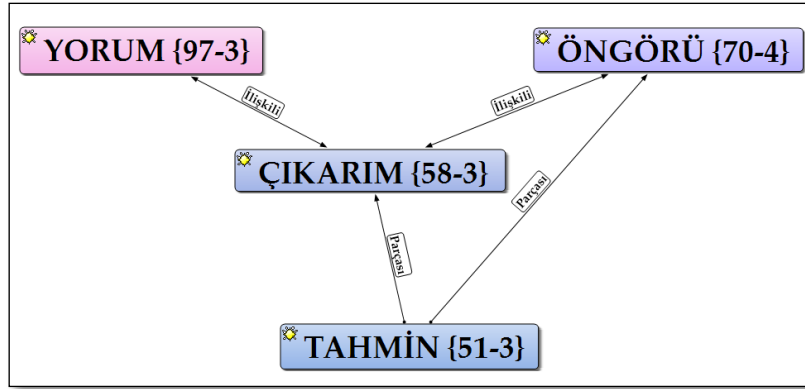 YORUM {97-3}
ÖNGÖRÜ {70-4}
İlişkili
İlişkili
ÇIKARIM {58-3}
Parçası
Parçası
TAHMİN {51-3}